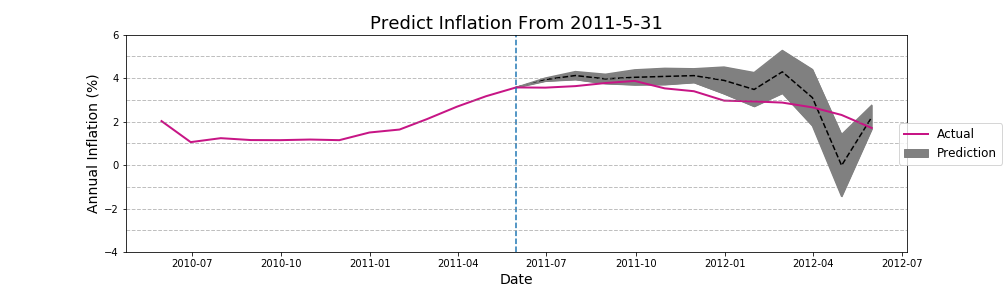 Predict Inflation From 2011-5-31
Annual Inflation (%)
6
4
2
0
−2
−4
2010-07 2010-10 2011-01 2011-04 2011-07 2011-10 2012-01 2012-04 2012-07
Date
Actual
Prediction